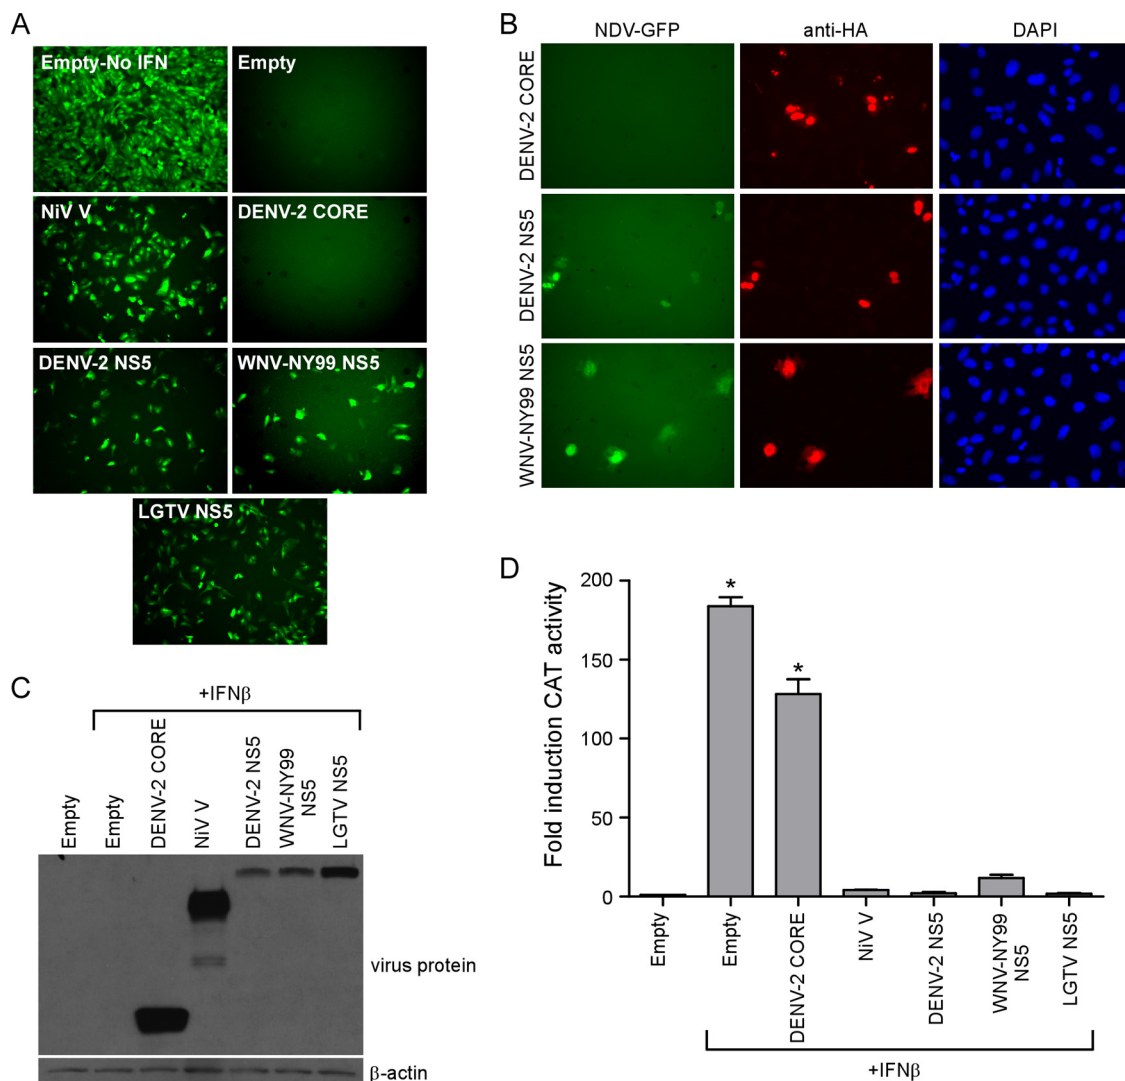 A
Empty-No IFN
Empty
NiV V
DENV-2 CORE
DENV-2 NS5
WNV-NY99 NS5
LGTV NS5
B
NDV-GFP
anti-HA
DAPI
DENV-2 CORE
DENV-2 NS5
WNV-NY99 NS5
C
+IFNβ
Empty
Empty
DENV-2 CORE
NiV V
DENV-2 NS5
WNV-NY99
NS5
LGTV NS5
virus protein
β-actin
D
Fold induction CAT activity
200
150
100
50
0
*
*
Empty
Empty
DENV-2 CORE
NiV V
DENV-2 NS5
WNV-NY99
NS5
LGTV NS5
+IFNβ